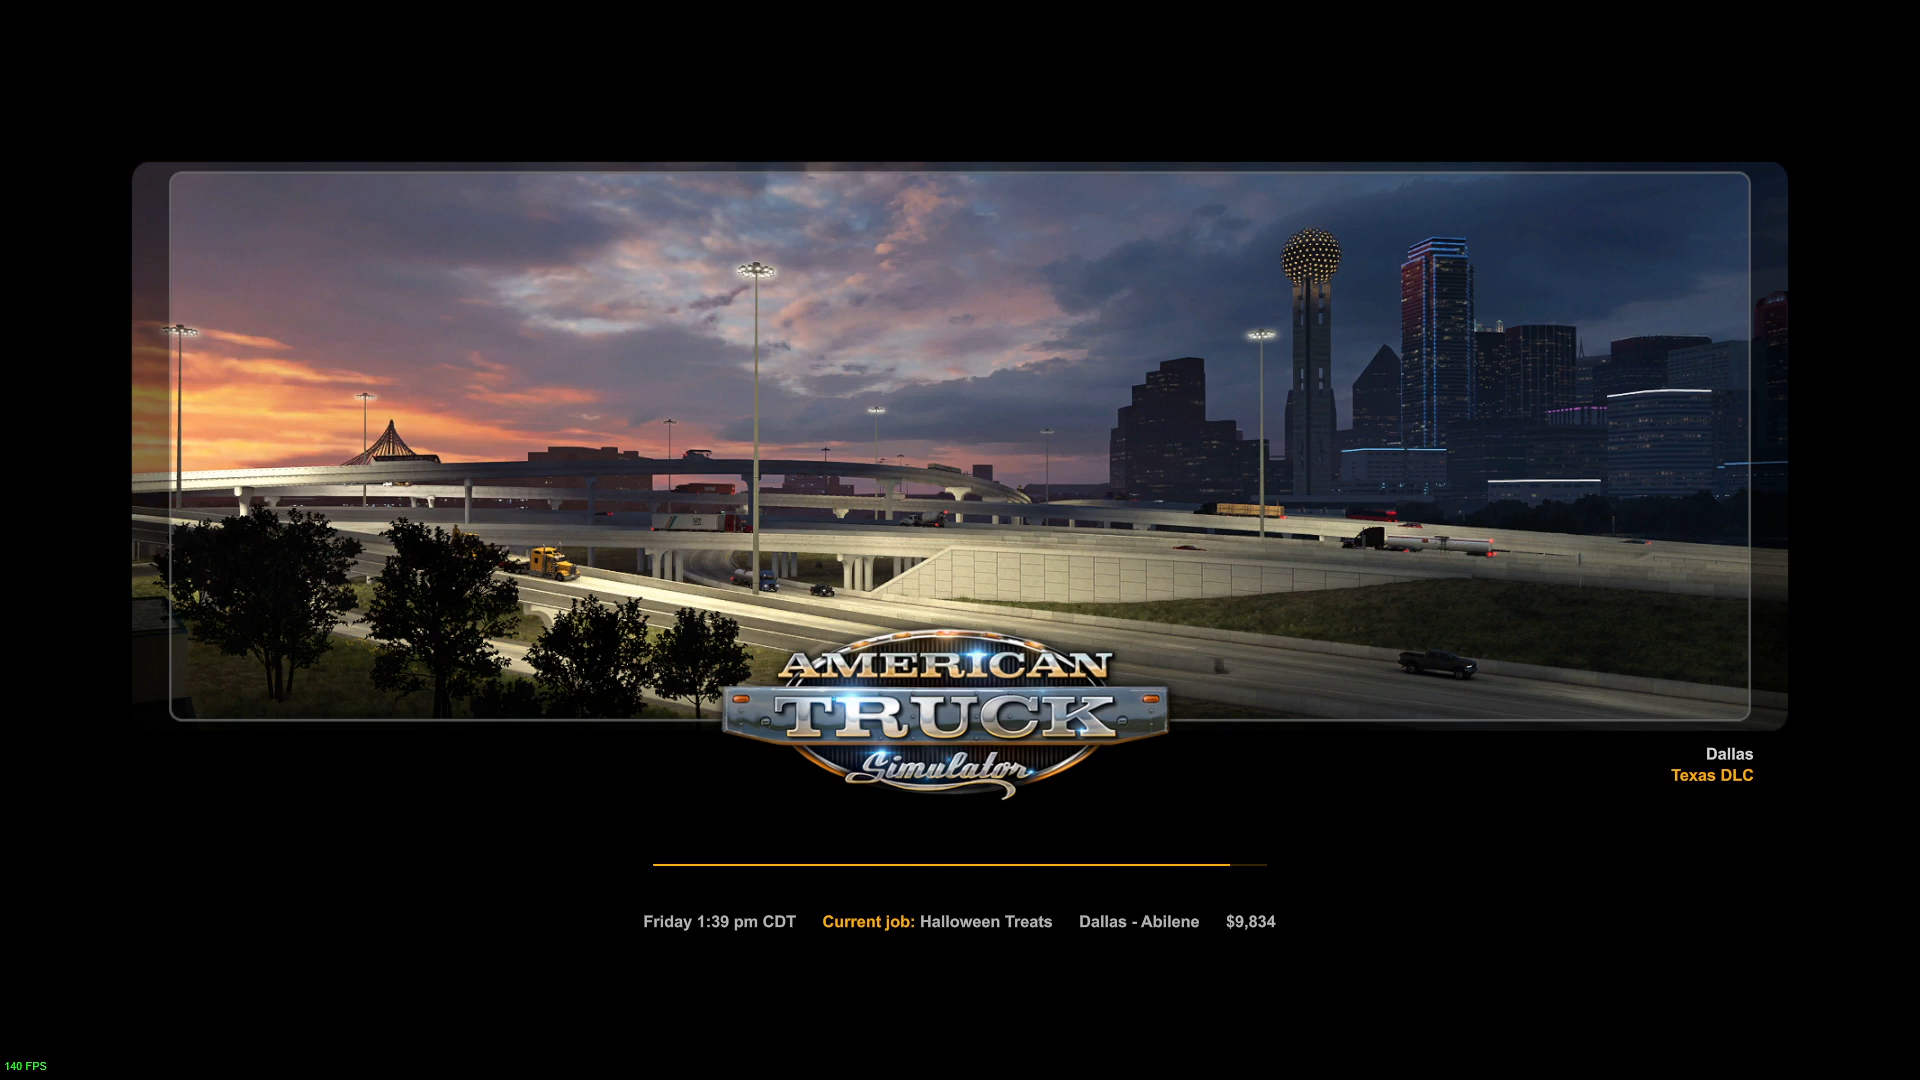 AMERICAN
TRUCK
Simulator
Dallas
Texas DLC
Friday 1:39 pm CDT Current job: Halloween Treats Dallas - Abilene $9,834
140 FPS